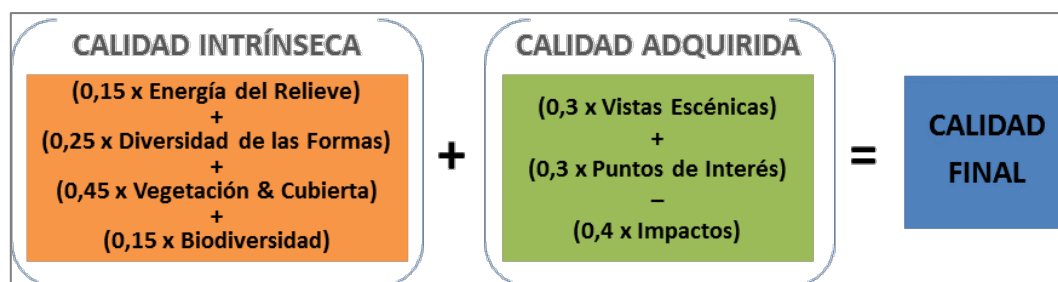 CALIDAD INTRÍNSECA
(0,15 x Energía del Relieve)
+
(0,25 x Diversidad de las Formas)
+
(0,45 x Vegetación & Cubierta)
+
(0,15 x Biodiversidad)
+
CALIDAD ADQUIRIDA
(0,3 x Vistas Escénicas)
+
(0,3 x Puntos de Interés)
–
(0,4 x Impactos)
=
CALIDAD
FINAL